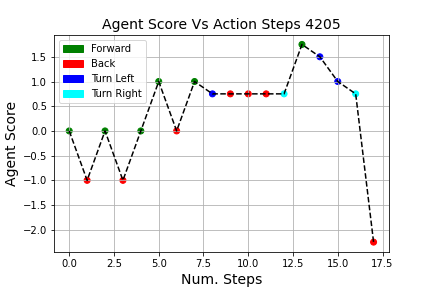 Agent Score Vs Action Steps 4205
Forward
Back
Turn Left
Turn Right
Agent Score
1.5
1.0
0.5
0.0
−0.5
−1.0
−1.5
−2.0
0.0 2.5 5.0 7.5 10.0 12.5 15.0 17.5
Num. Steps